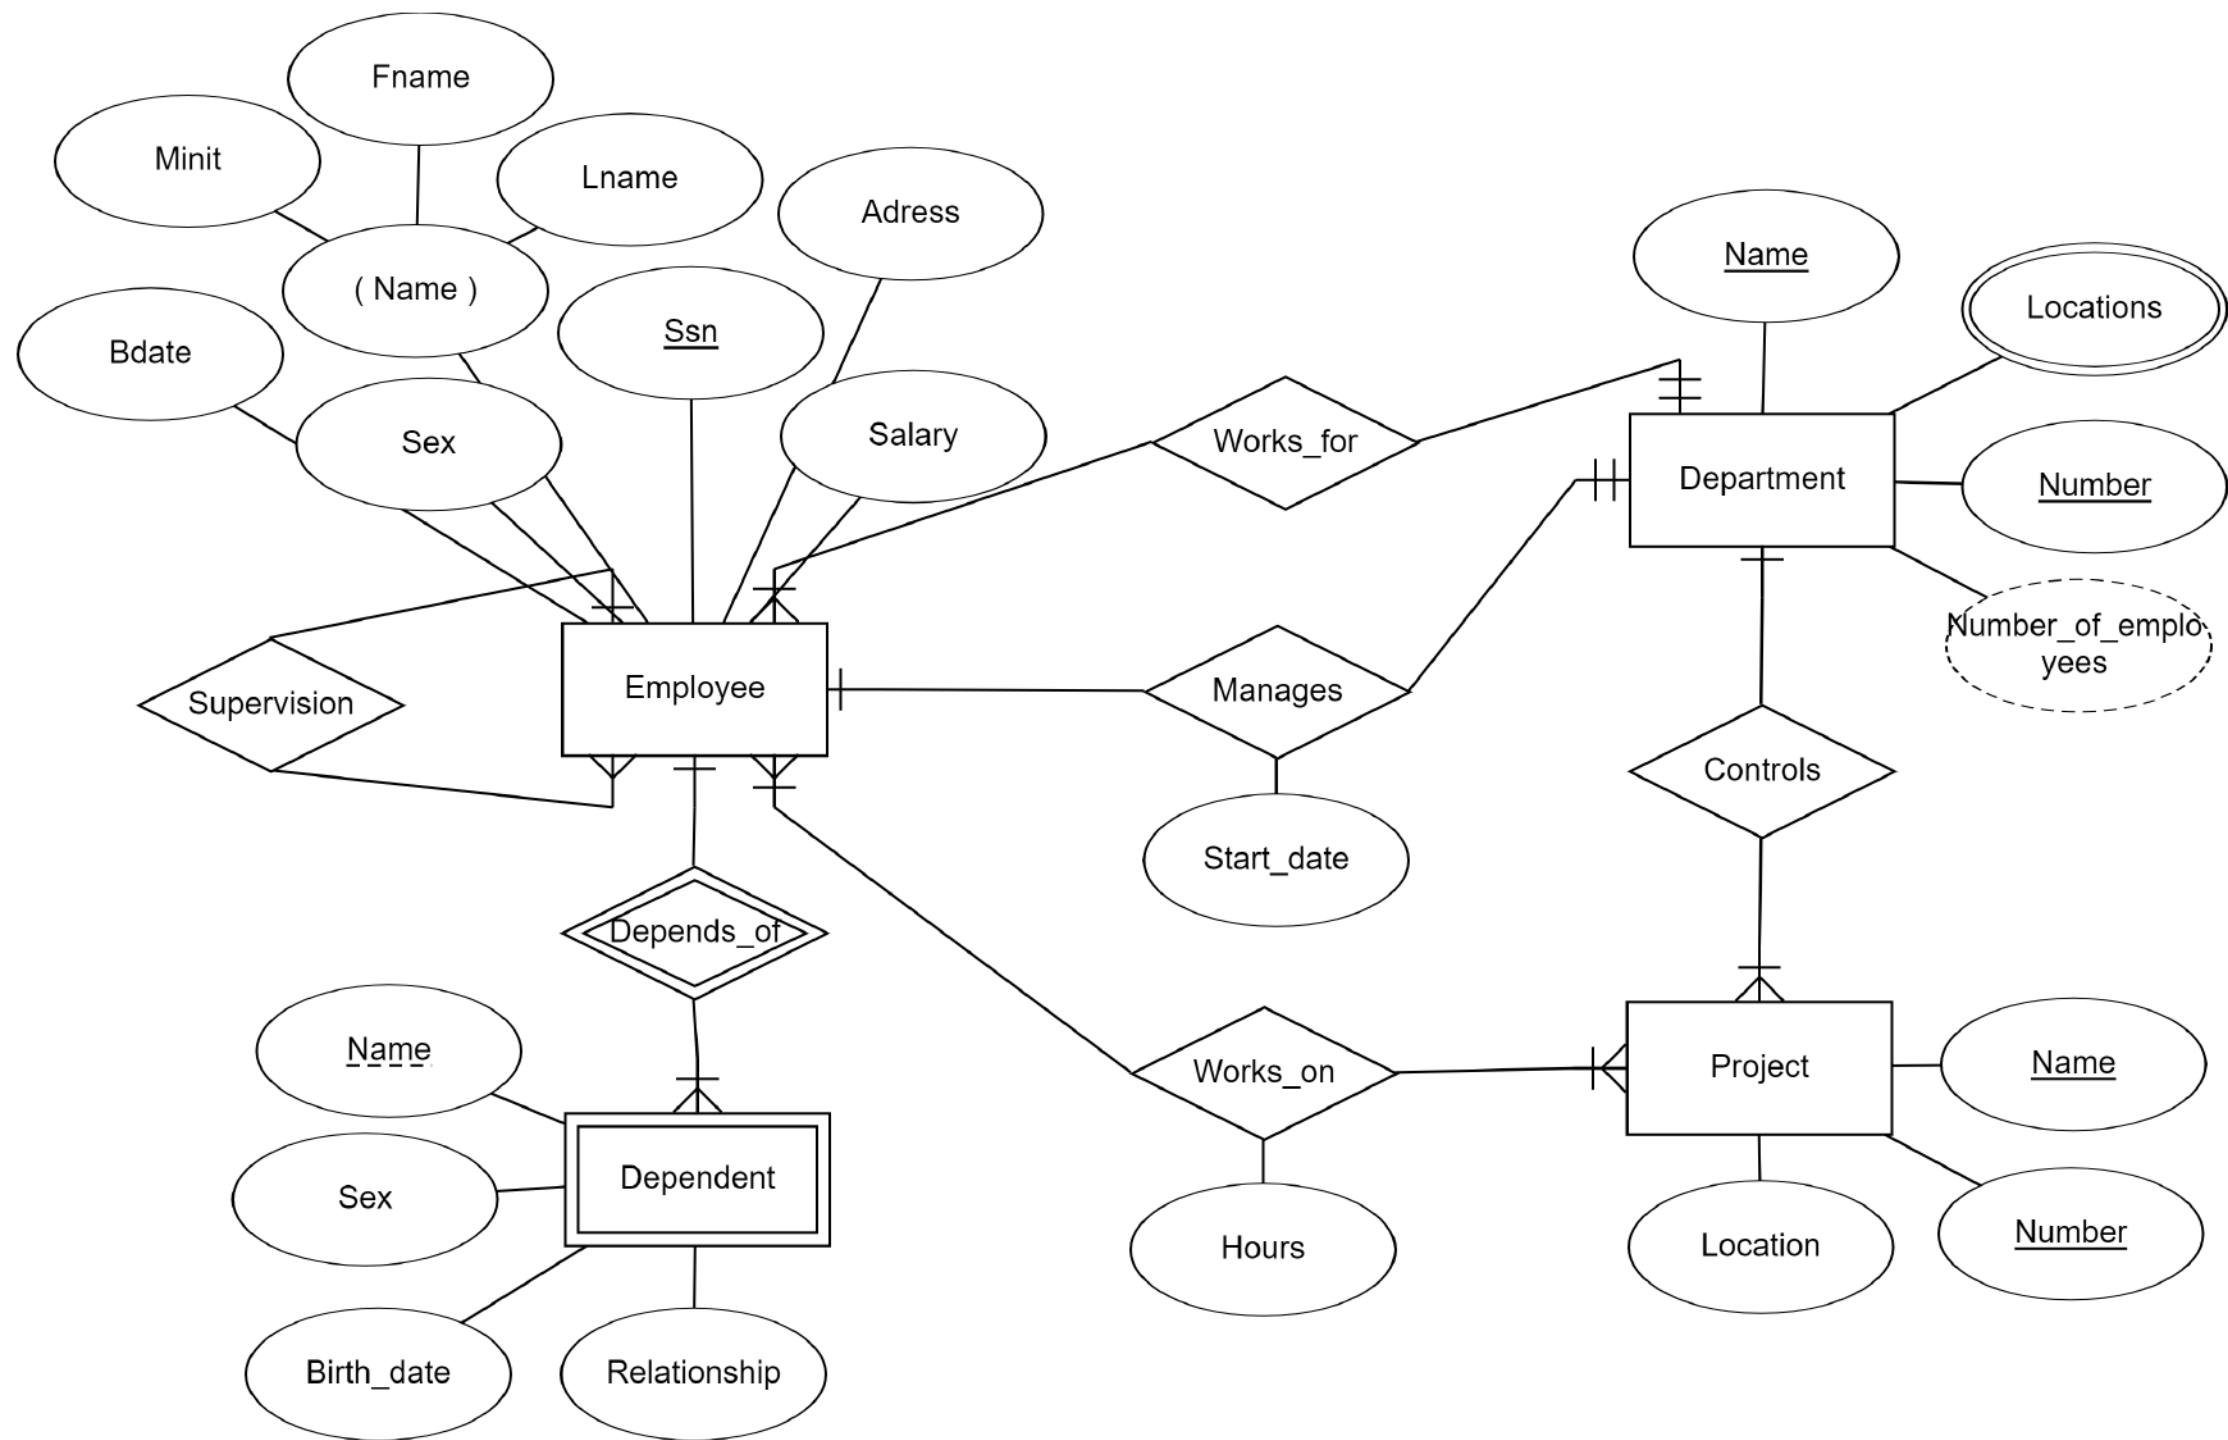 Fname
Minit
Lname
Adress
Name
Locations
( Name )
Ssn
Bdate
Sex
Salary
Works_for
Department
Number
Number_of_emplo
yees
Supervision
Employee
Manages
Controls
Start_date
Depends_of
Name
Works_on
Project
Name
Sex
Dependent
Hours
Location
Number
Birth_date
Relationship